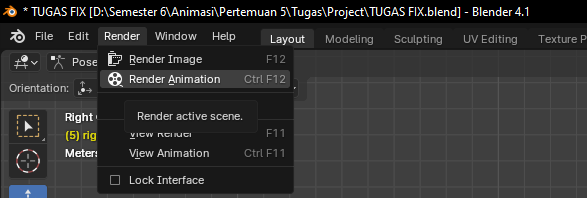 * TUGAS FIX [D:\Semester 6\Animasi\Pertemuan 5\Tugas\Project\TUGAS FIX.blend] - Blender 4.1
File Edit Render Window Help Layout Modeling Sculpting UV Editing Texture P
Pose
Render Image F12
Render Animation Ctrl F12
Orientation:
Render active scene.
Right
(5) rig
Meters
View Render F11
View Animation Ctrl F11
Lock Interface